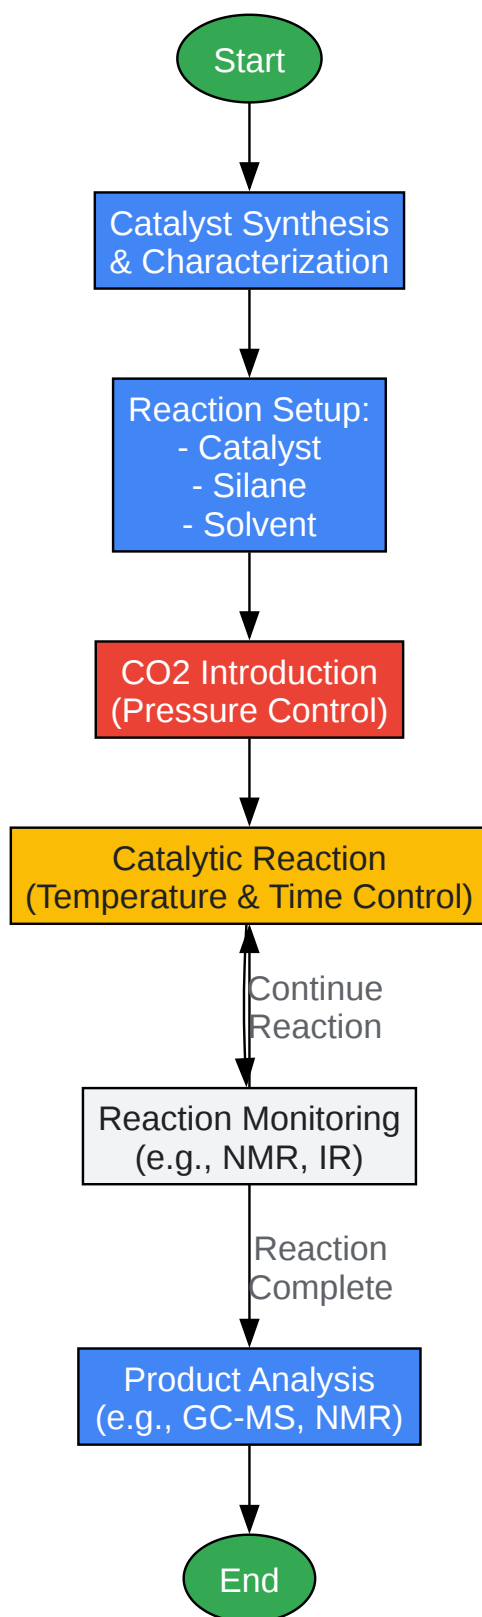 Start
Catalyst Synthesis
& Characterization
Reaction Setup:
- Catalyst
- Silane
- Solvent
CO2 Introduction
(Pressure Control)
Catalytic Reaction
(Temperature & Time Control)
Continue
Reaction
Reaction Monitoring
(e.g., NMR, IR)
Reaction
Complete
Product Analysis
(e.g., GC-MS, NMR)
End